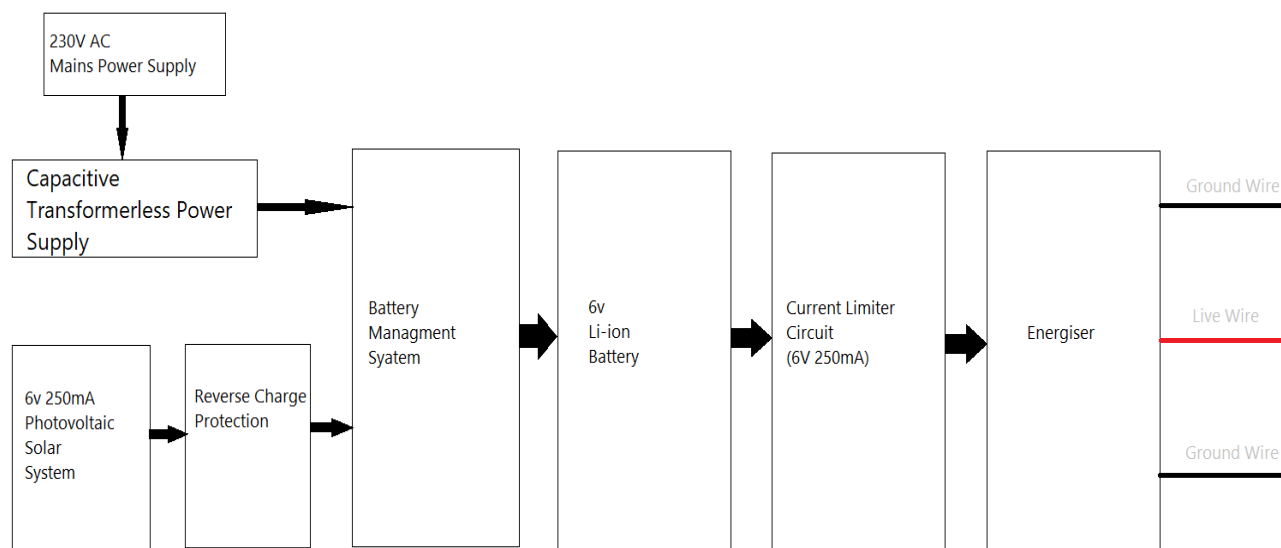 230V AC
Mains Power Supply
Capacitive
Transformerless Power
Supply
6v 250mA
Photovoltaic
Solar
System
Reverse Charge
Protection
Battery
Managment
Syatem
6v
Li-ion
Battery
Current Limiter
Circuit
(6V 250mA)
Energiser
Ground Wire
Live Wire
Ground Wire